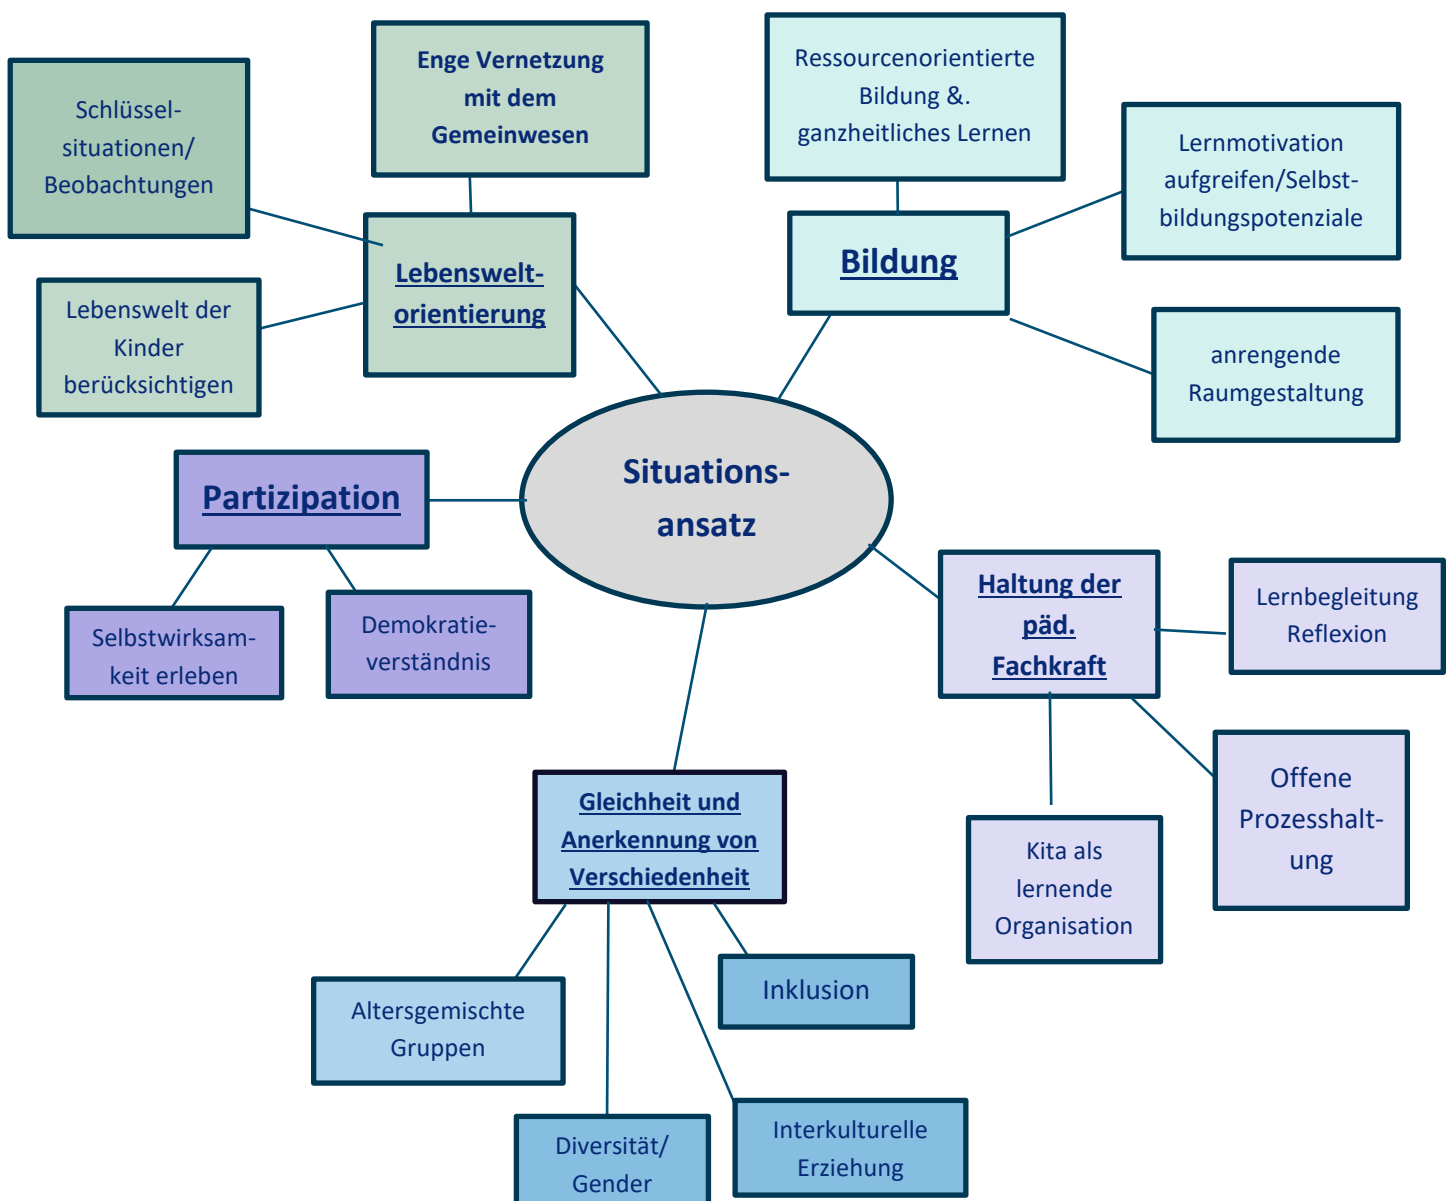 Enge Vernetzung
mit dem
Gemeinwesen
Schlüssel-
situationen/
Beobachtungen
Lebenswelt der
Kinder
berücksichtigen
Lebenswelt-
orientierung
Ressourcenorientierte
Bildung &.
ganzheitliches Lernen
Lernmotivation
aufgreifen/Selbst-
bildungspotenziale
Bildung
anrengende
Raumgestaltung
Situations-
ansatz
Partizipation
Selbstwirksam-
keit erleben
Demokratie-
verständnis
Haltung der
päd.
Fachkraft
Lernbegleitung
Reflexion
Offene
Prozesshalt-
ung
Kita als
lernende
Organisation
Gleichheit und
Anerkennung von
Verschiedenheit
Altersgemischte
Gruppen
Inklusion
Diversität/
Gender
Interkulturelle
Erziehung